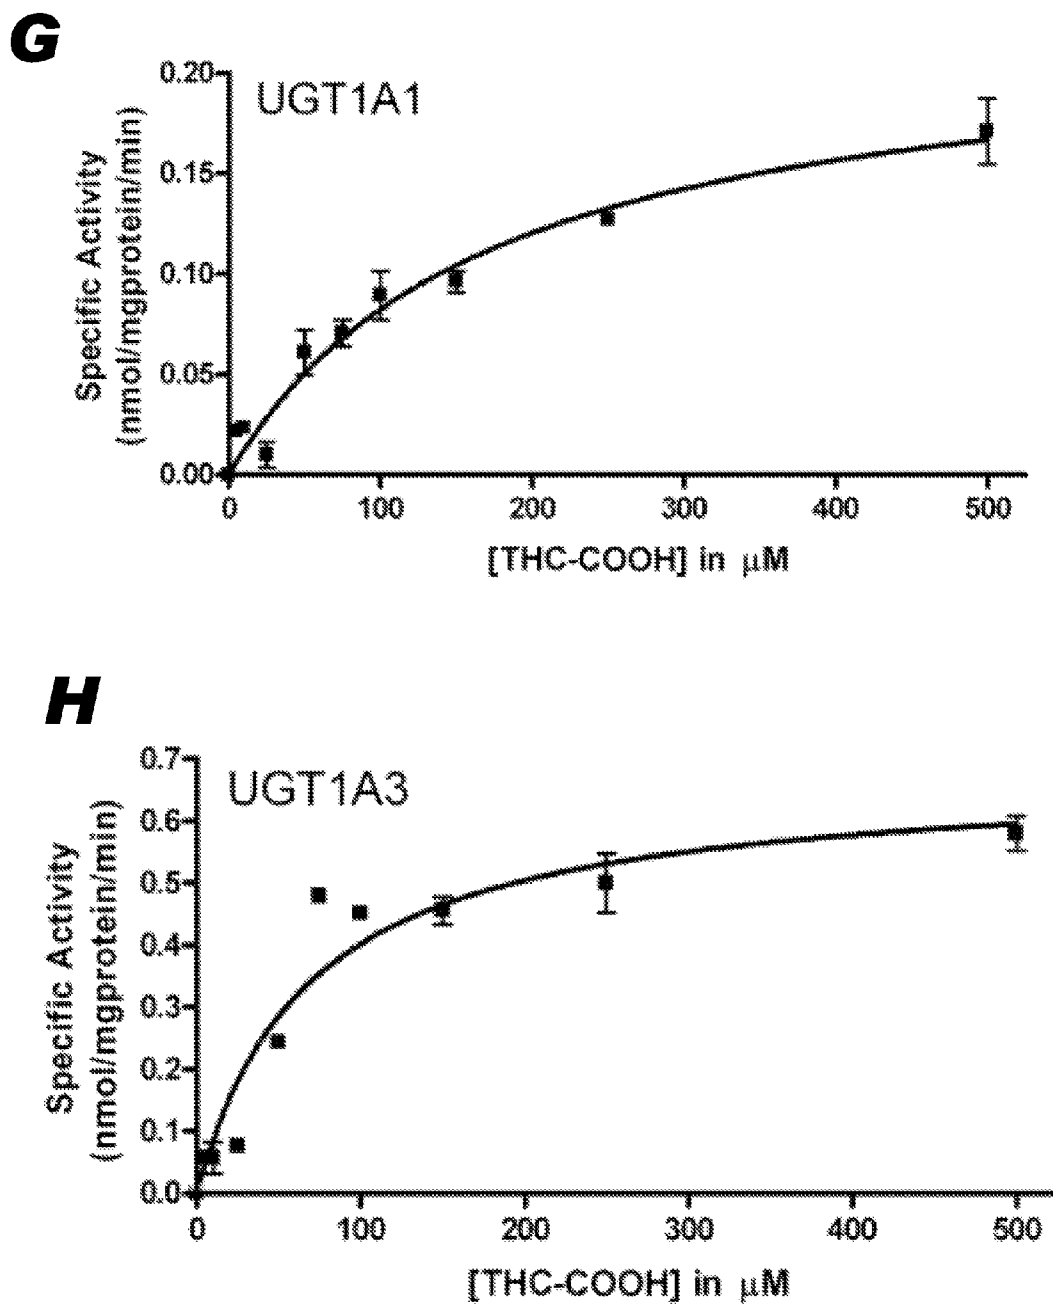 G
UGT1A1
Specific Activity
(nmol/mgprotein/min)
0.20
0.15
0.10
0.05
0.00
0 100 200 300 400 500
[THC-COOH] in μM
H
UGT1A3
Specific Activity
(nmol/mgprotein/min)
0.7
0.6
0.5
0.4
0.3
0.2
0.1
0.0
0 100 200 300 400 500
[THC-COOH] in μM